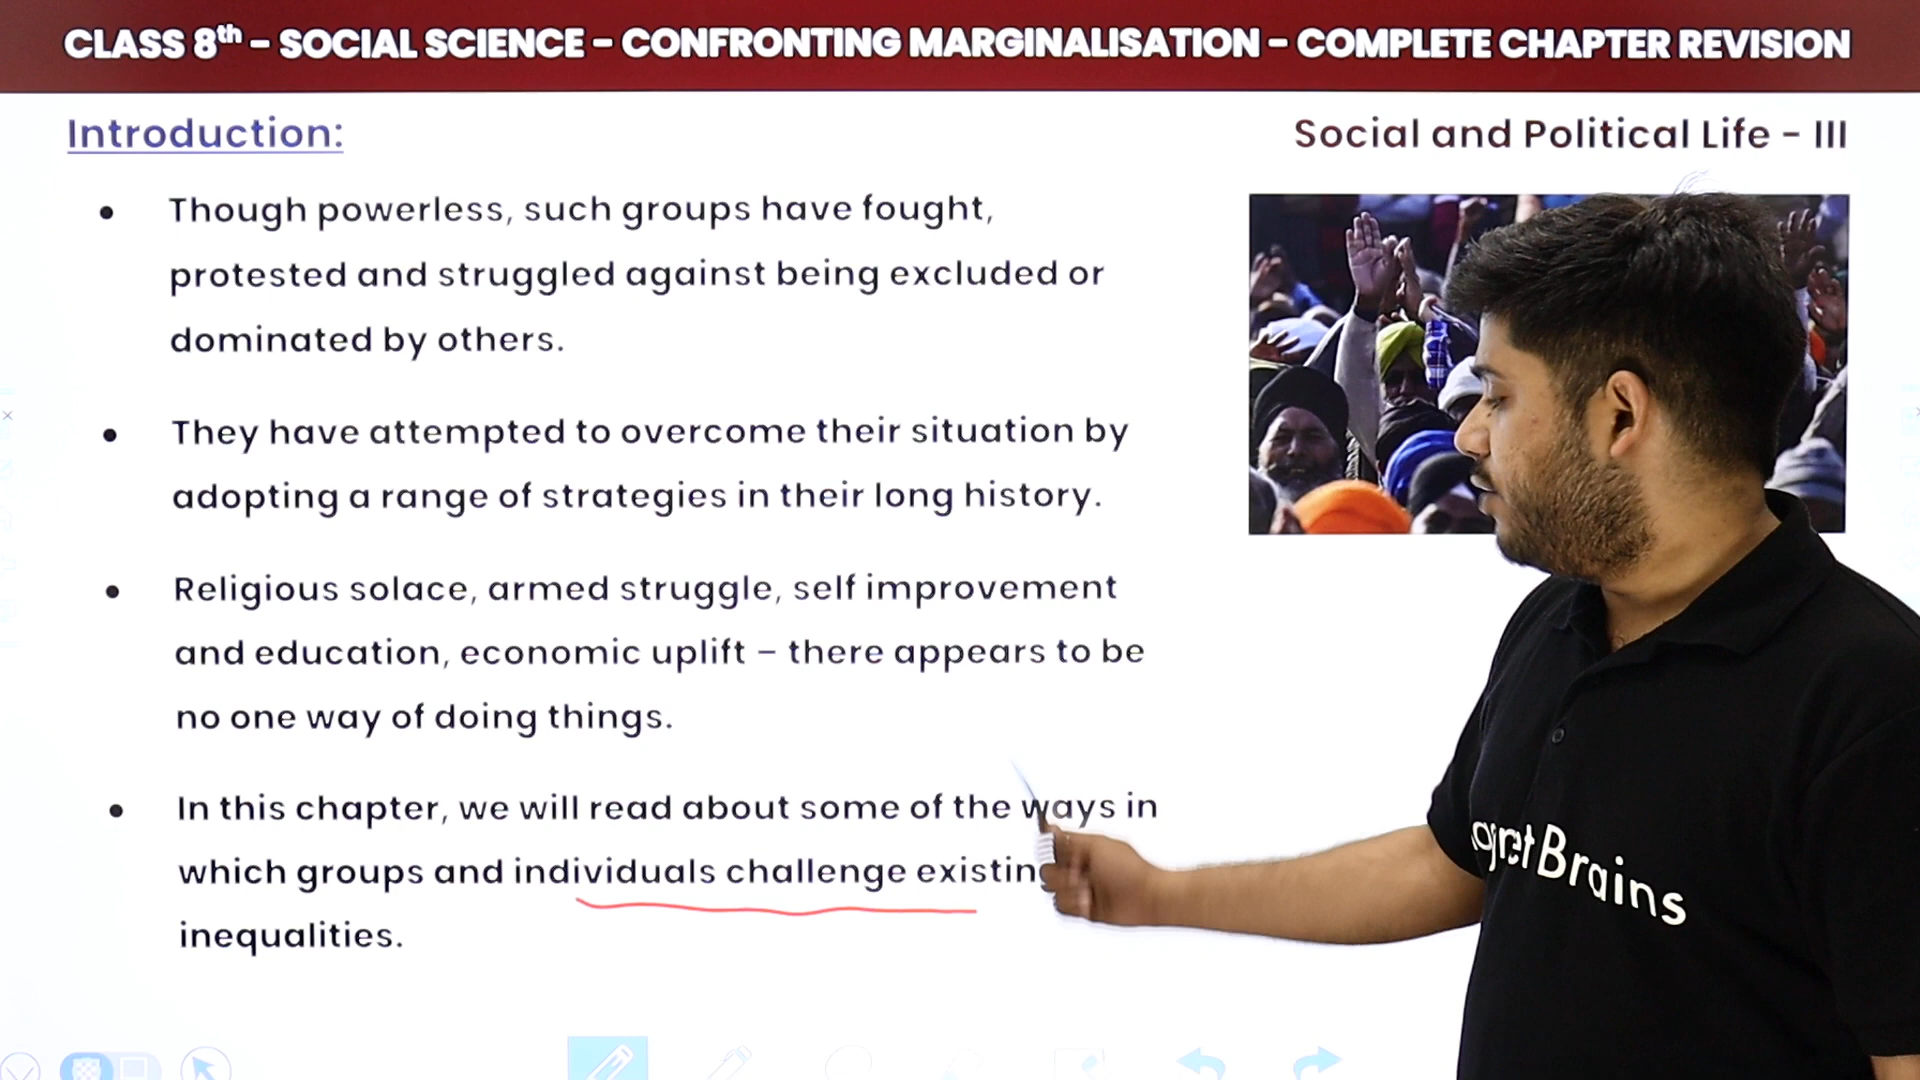 CLASS 8th – SOCIAL SCIENCE – CONFRONTING MARGINALISATION – COMPLETE CHAPTER REVISION
Introduction:
Social and Political Life – III
• Though powerless, such groups have fought,
protested and struggled against being excluded or
dominated by others.
• They have attempted to overcome their situation by
adopting a range of strategies in their long history.
• Religious solace, armed struggle, self improvement
and education, economic uplift – there appears to be
no one way of doing things.
• In this chapter, we will read about some of the ways in
which groups and individuals challenge existing
inequalities.
Brains